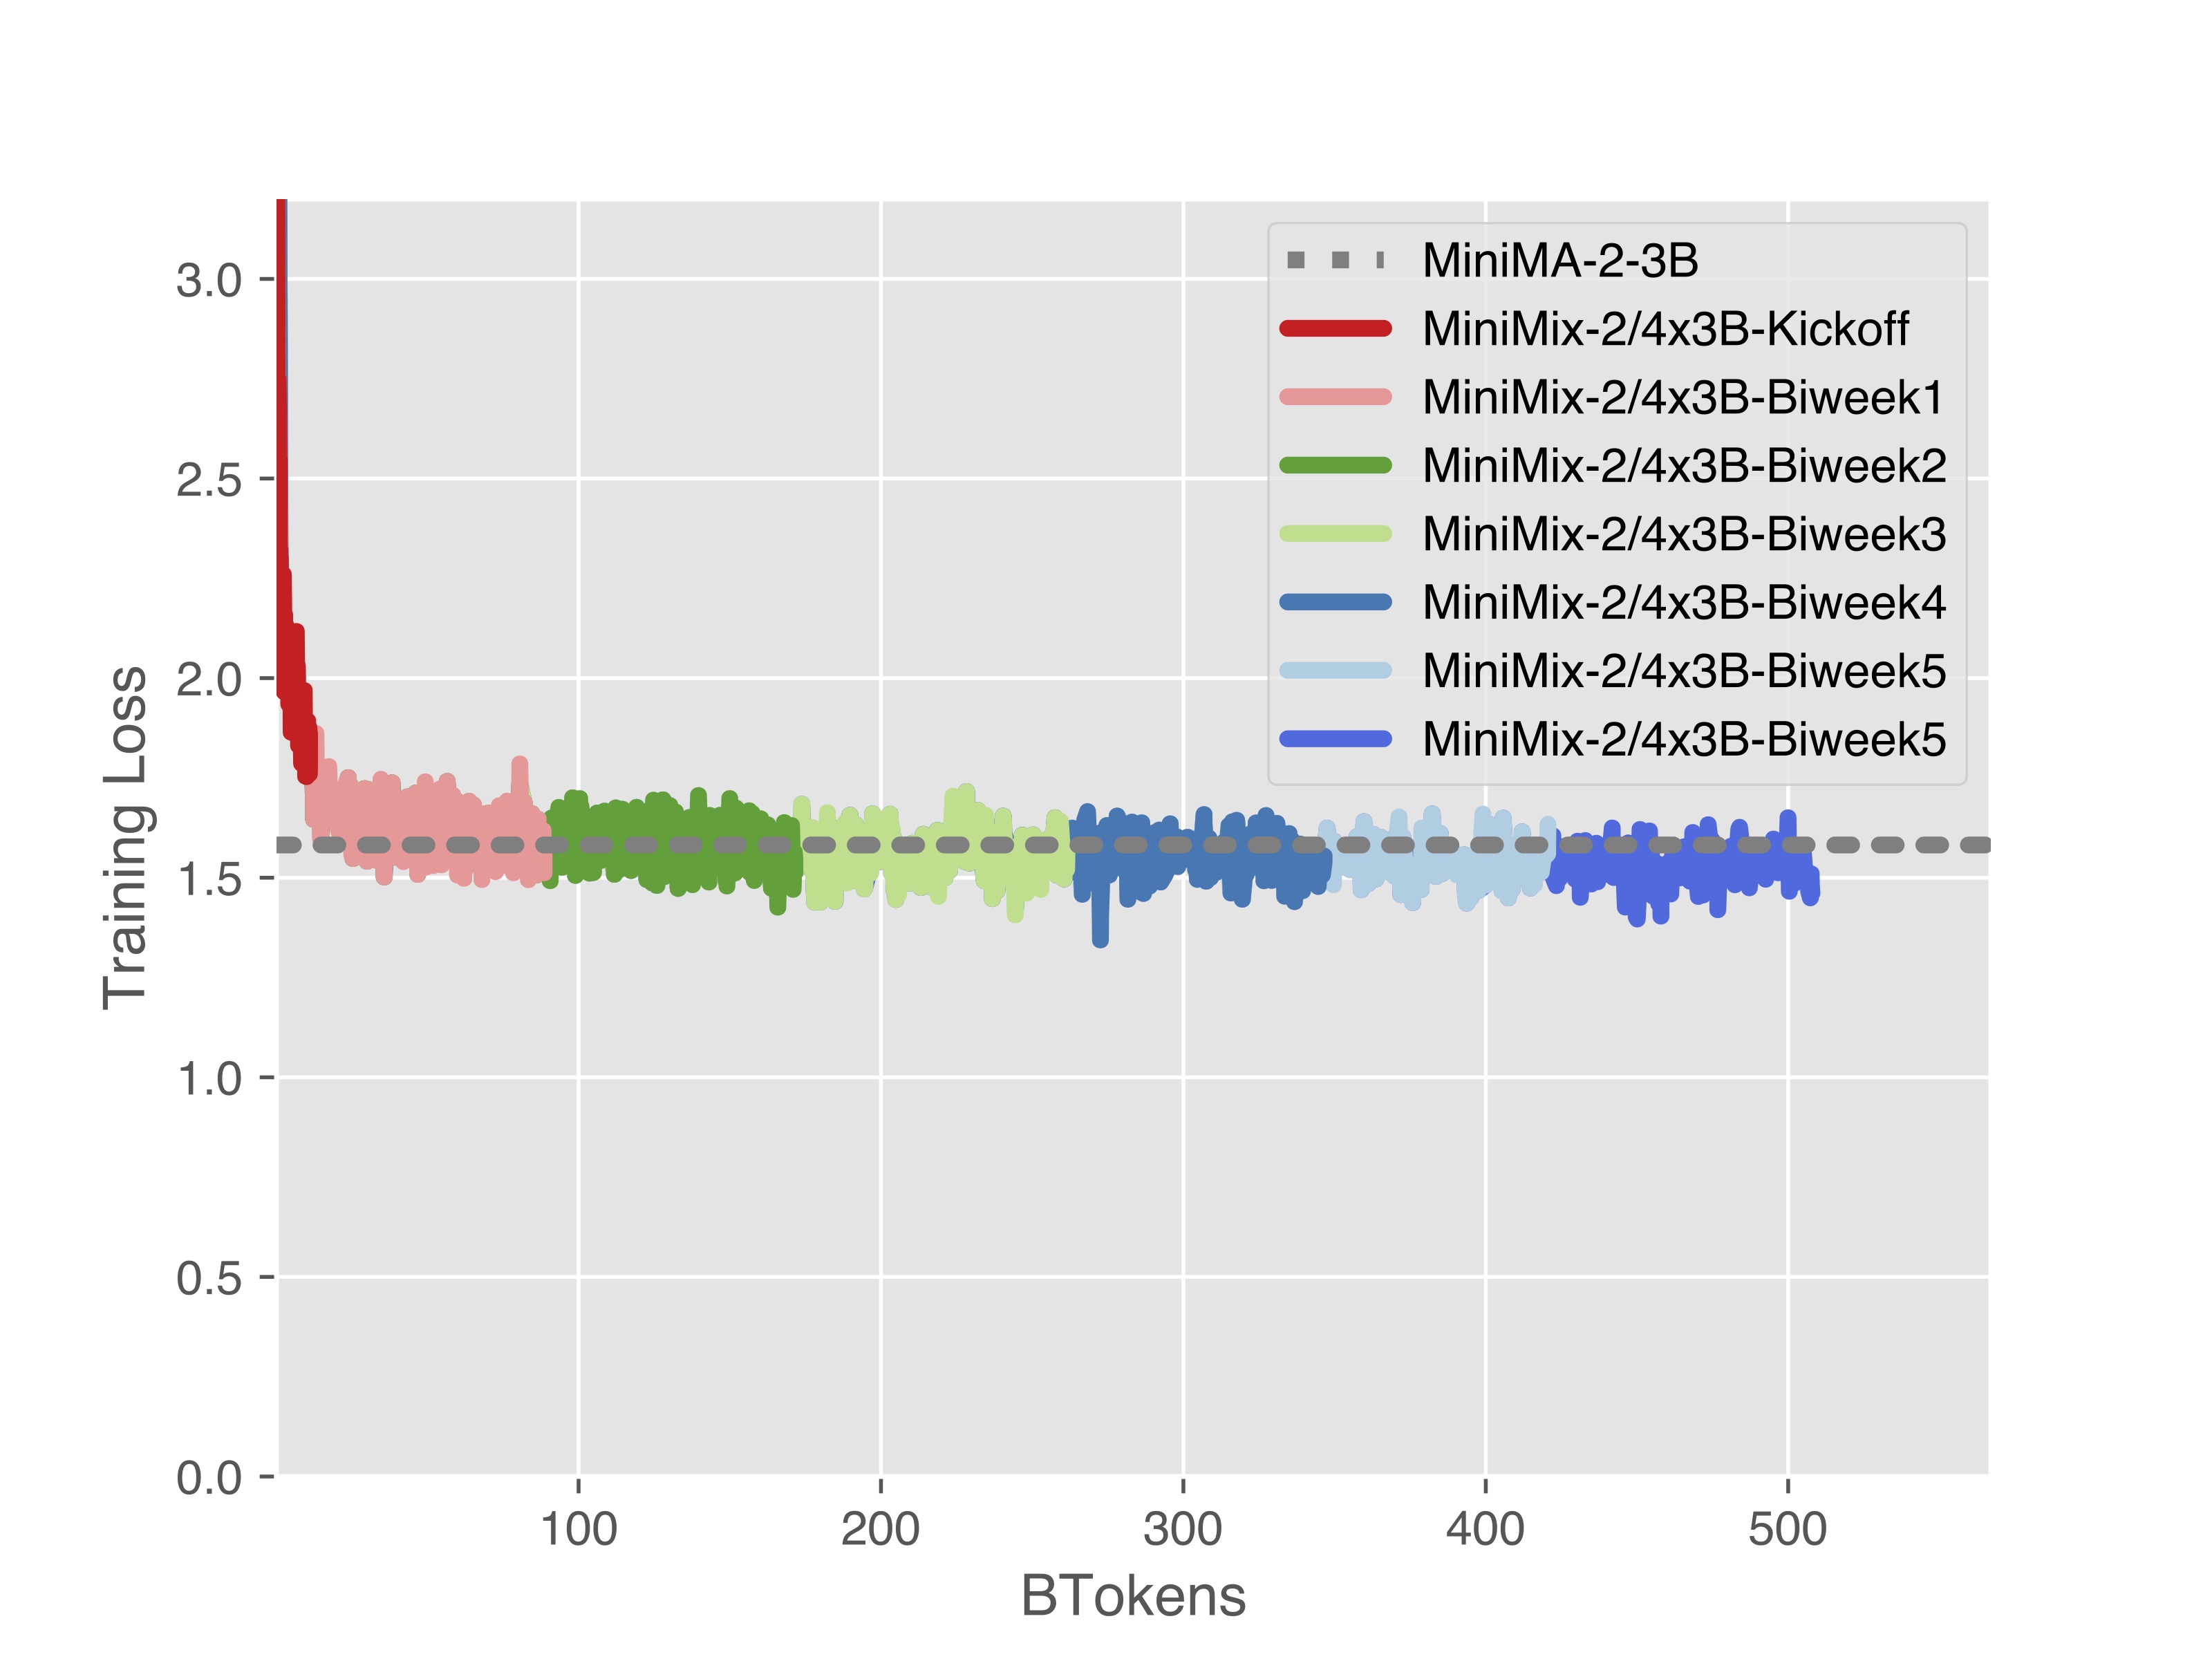 MiniMA-2-3B
MiniMix-2/4x3B-Kickoff
MiniMix-2/4x3B-Biweek1
MiniMix-2/4x3B-Biweek2
MiniMix-2/4x3B-Biweek3
MiniMix-2/4x3B-Biweek4
MiniMix-2/4x3B-Biweek5
MiniMix-2/4x3B-Biweek5
Training Loss
3.0
2.5
2.0
1.5
1.0
0.5
0.0
100 200 300 400 500
BTokens